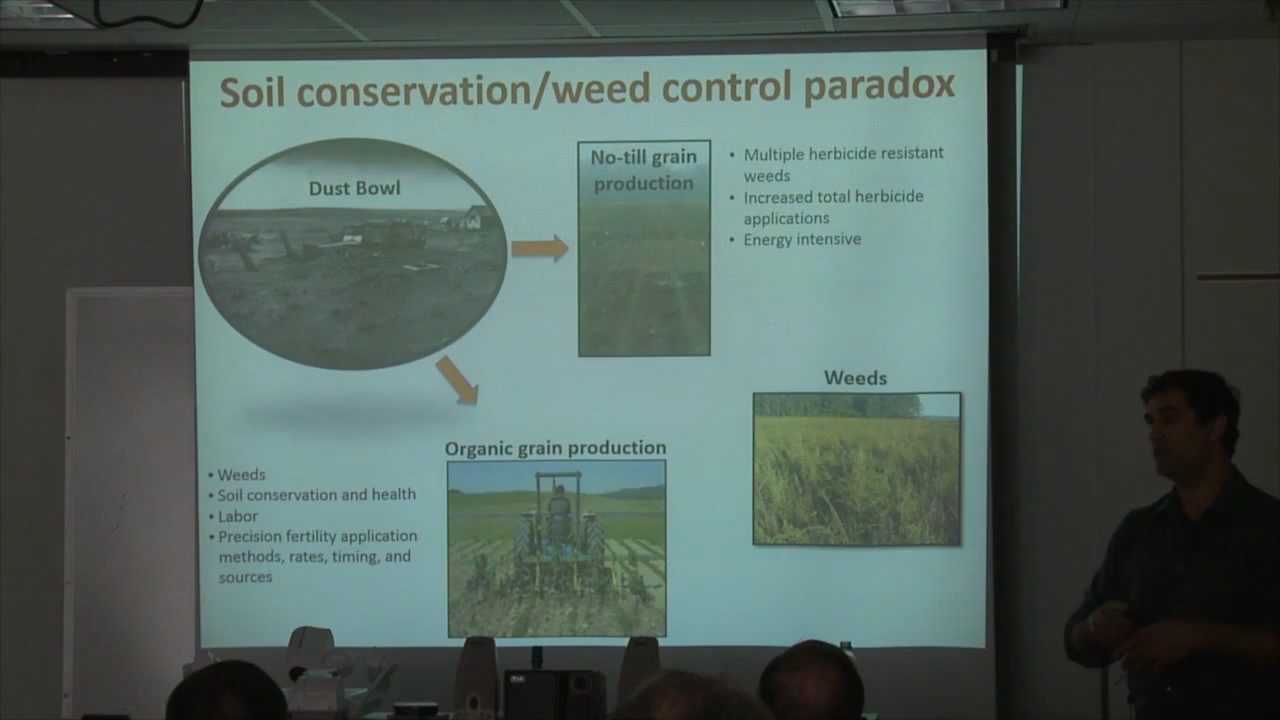 Soil conservation/weed control paradox
Dust Bowl
No-till grain
production
• Multiple herbicide resistant
weeds
• Increased total herbicide
applications
• Energy intensive
Weeds
Organic grain production
• Weeds
• Soil conservation and health
• Labor
• Precision fertility application
methods, rates, timing, and
sources